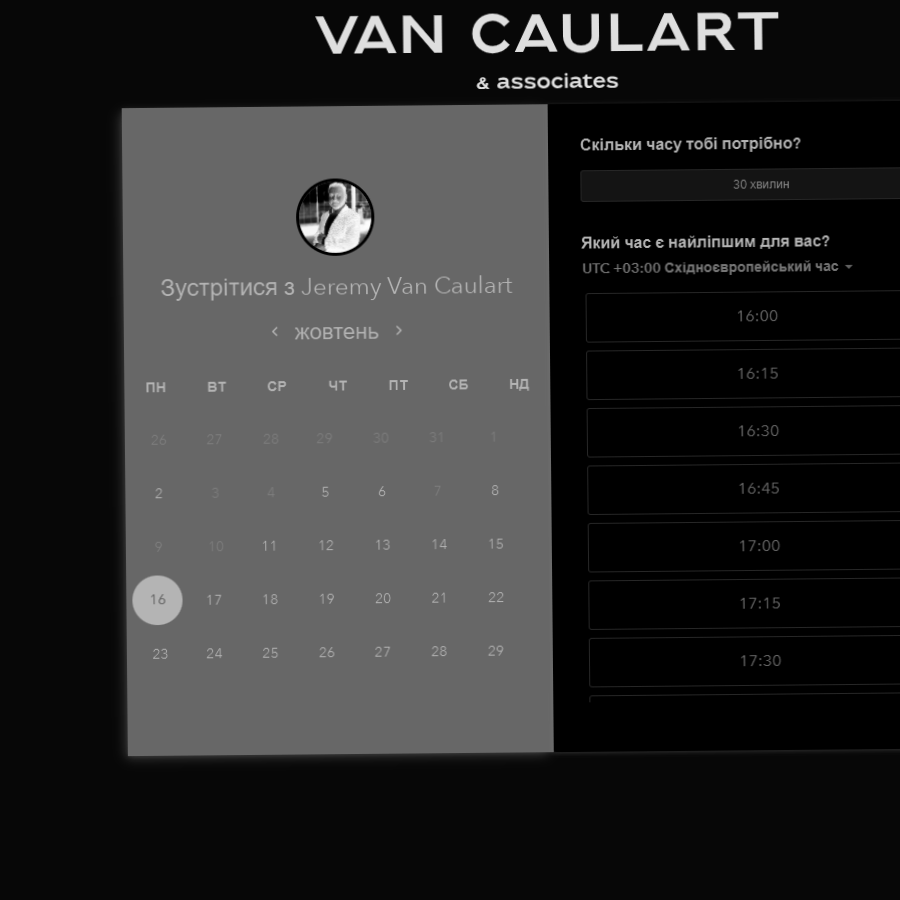 VAN CAULART
& associates
Зустрітися з Jeremy Van Caulart
жовтень
ПН ВТ СР ЧТ ПТ СБ НД
26 27 28 29 30 31 1
2 3 4 5 6 7 8
9 10 11 12 13 14 15
16 17 18 19 20 21 22
23 24 25 26 27 28 29
Скільки часу тобі потрібно?
30 хвилин
Який час є найліпшим для вас?
UTC +03:00 Східноєвропейський час
16:00
16:15
16:30
16:45
17:00
17:15
17:30